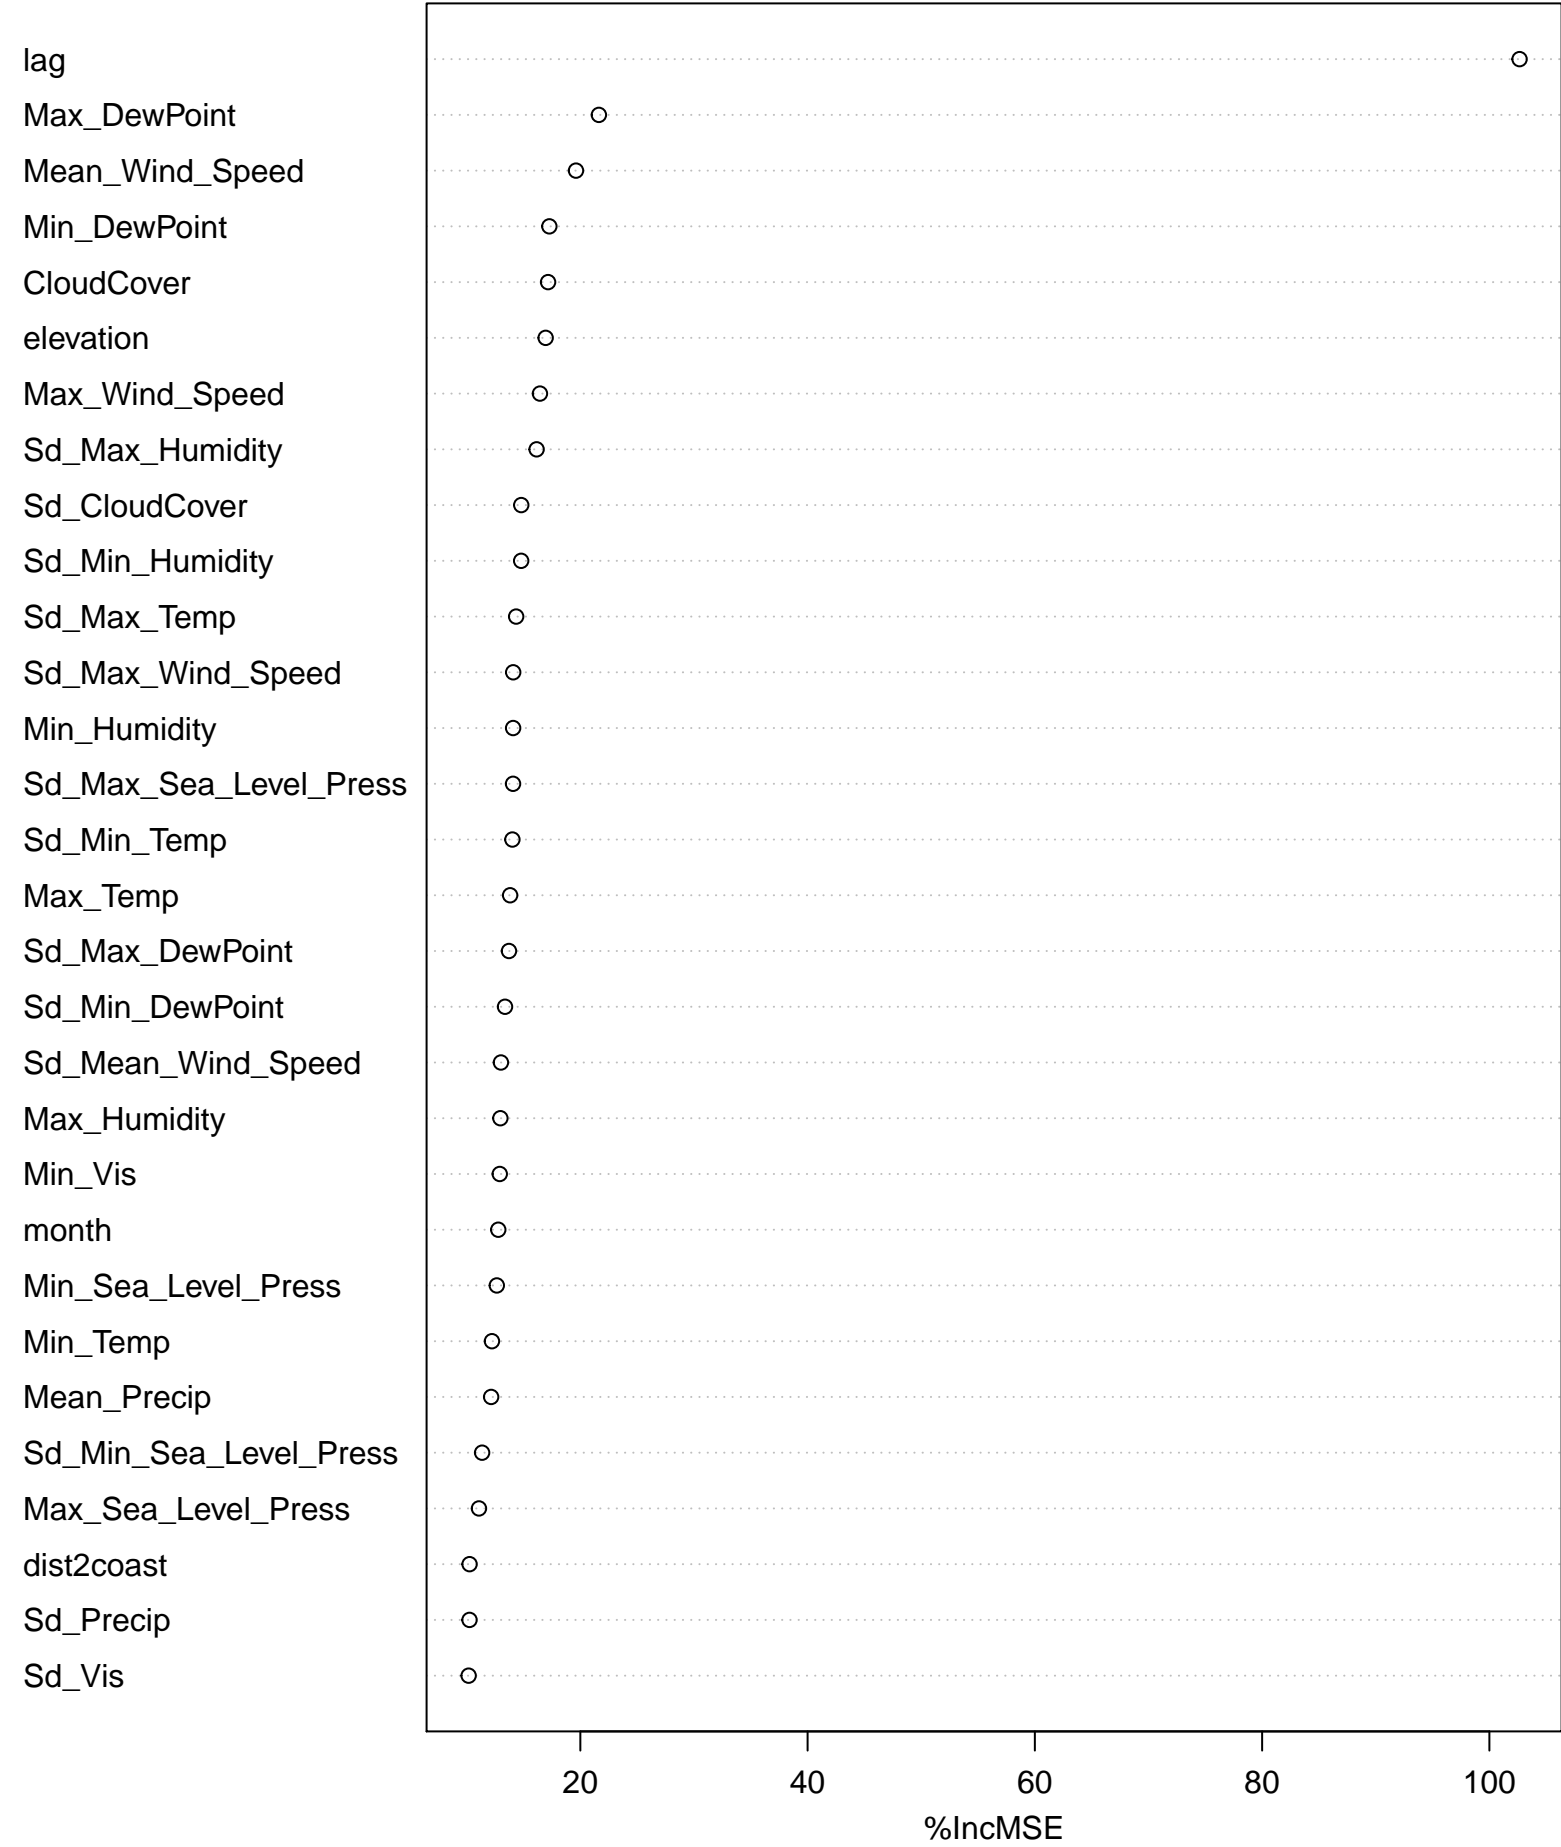 lag
Max_DewPoint
Mean_Wind_Speed
Min_DewPoint
CloudCover
elevation
Max_Wind_Speed
Sd_Max_Humidity
Sd_CloudCover
Sd_Min_Humidity
Sd_Max_Temp
Sd_Max_Wind_Speed
Min_Humidity
Sd_Max_Sea_Level_Press
Sd_Min_Temp
Max_Temp
Sd_Max_DewPoint
Sd_Min_DewPoint
Sd_Mean_Wind_Speed
Max_Humidity
Min_Vis
month
Min_Sea_Level_Press
Min_Temp
Mean_Precip
Sd_Min_Sea_Level_Press
Max_Sea_Level_Press
dist2coast
Sd_Precip
Sd_Vis
20 40 60 80 100
%IncMSE